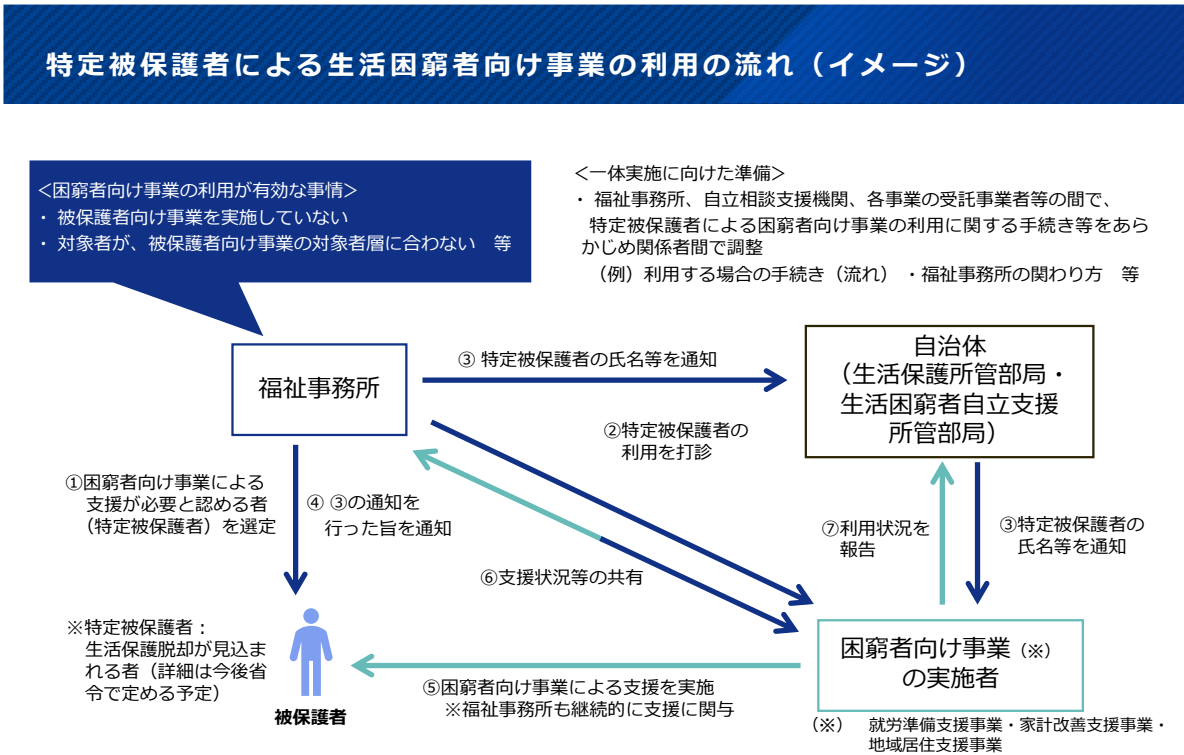 特定被保護者による生活困窮者向け事業の利用の流れ（イメージ）
＜困窮者向け事業の利用が有効な事情＞
・ 被保護者向け事業を実施していない
・ 対象者が、被保護者向け事業の対象者層に合わない　等
＜一体実施に向けた準備＞
・ 福祉事務所、自立相談支援機関、各事業の受託事業者等の間で、
特定被保護者による困窮者向け事業の利用に関する手続き等をあら
かじめ関係者間で調整
（例）利用する場合の手続き（流れ）　・福祉事務所の関わり方　等
福祉事務所
③ 特定被保護者の氏名等を通知
自治体
（生活保護所管部局・
生活困窮者自立支援
所管部局）
②特定被保護者の
利用を打診
①困窮者向け事業による
支援が必要と認める者
（特定被保護者）を選定
④ ③の通知を
行った旨を通知
⑥支援状況等の共有
⑦利用状況を
報告
③特定被保護者の
氏名等を通知
※特定被保護者：
生活保護脱却が見込ま
れる者（詳細は今後省
令で定める予定）
被保護者
⑤困窮者向け事業による支援を実施
※福祉事務所も継続的に支援に関与
困窮者向け事業（※）
の実施者
（※）　就労準備支援事業・家計改善支援事業・
地域居住支援事業